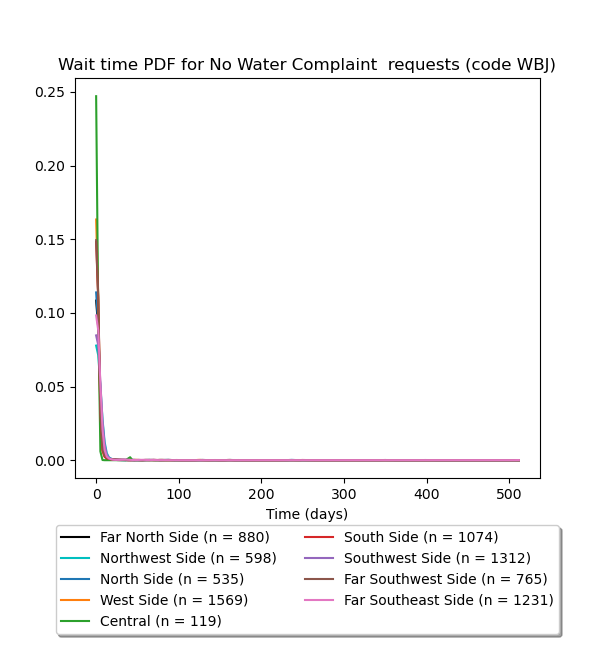 Wait time PDF for No Water Complaint  requests (code WBJ)
0.25
0.20
0.15
0.10
0.05
0.00
0
100
200
300
400
500
Time (days)
Far North Side (n = 880)
Northwest Side (n = 598)
North Side (n = 535)
West Side (n = 1569)
Central (n = 119)
South Side (n = 1074)
Southwest Side (n = 1312)
Far Southwest Side (n = 765)
Far Southeast Side (n = 1231)